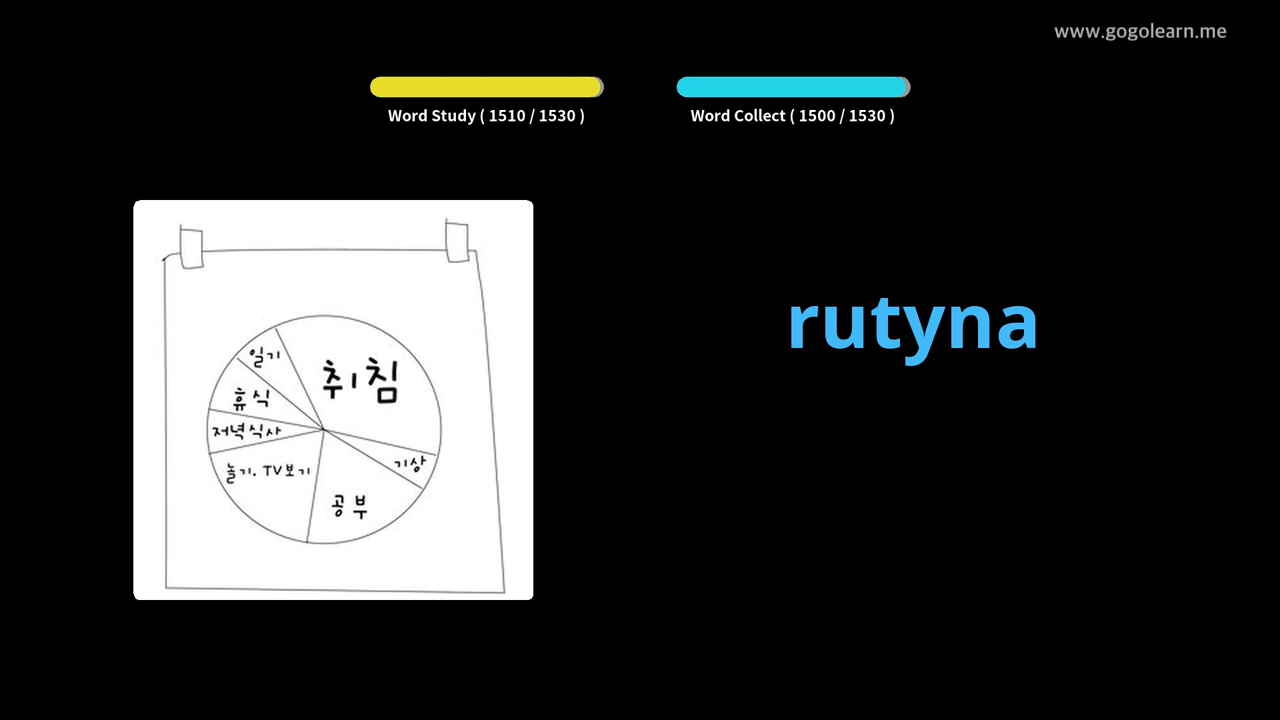 www.gogolearn.me
Word Study ( 1510 / 1530 )
Word Collect ( 1500 / 1530 )
일기
취침
휴식
저녁식사
놀기. TV보기
기상
공부
rutyna